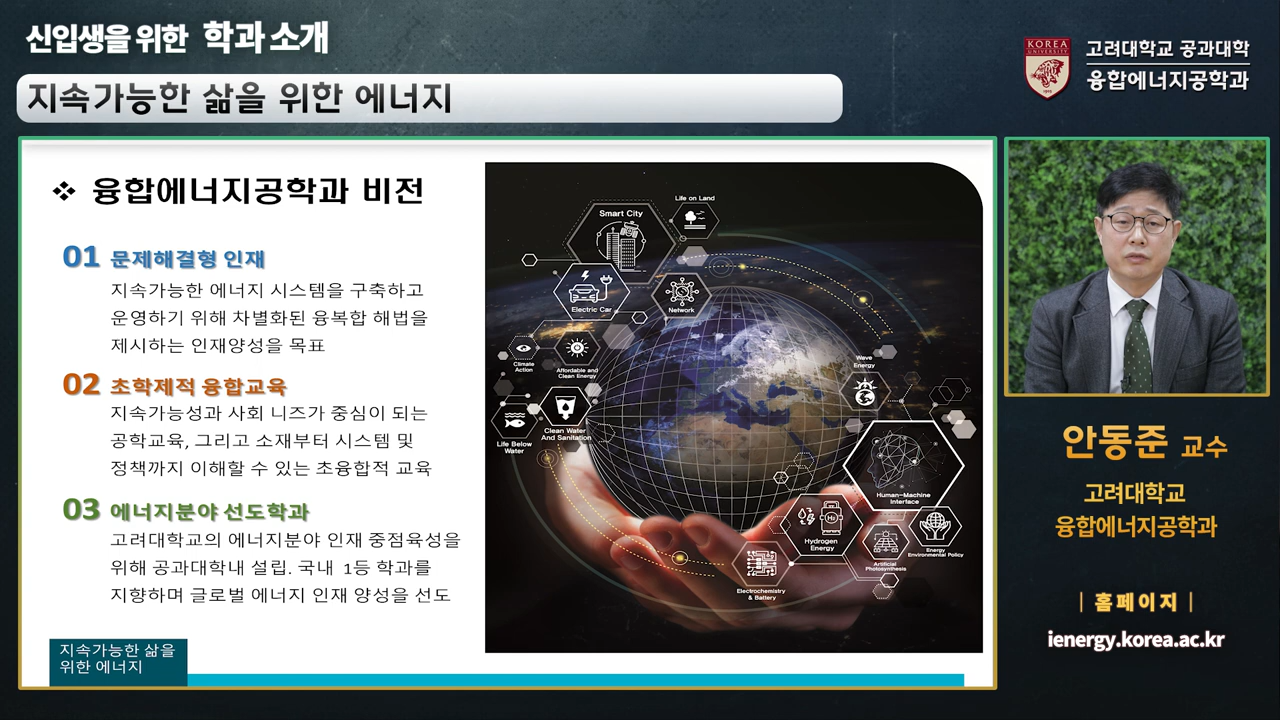 신입생을 위한 학과 소개
지속가능한 삶을 위한 에너지
KOREA
UNIVERSITY
고려대학교 공과대학
융합에너지공학과
❖ 융합에너지공학과 비전
01 문제해결형 인재
지속가능한 에너지 시스템을 구축하고
운영하기 위해 차별화된 융복합 해법을
제시하는 인재양성을 목표
02 초학제적 융합교육
지속가능성과 사회 니즈가 중심이 되는
공학교육, 그리고 소재부터 시스템 및
정책까지 이해할 수 있는 초융합적 교육
03 에너지분야 선도학과
고려대학교의 에너지분야 인재 중점육성을
위해 공과대학내 설립. 국내 1등 학과를
지향하며 글로벌 에너지 인재 양성을 선도
지속가능한 삶을
위한 에너지
Life on Land
Smart City
Electric Car
Network
Climate
Action
Affordable and
Clean Energy
Wave
Energy
Life Below
Water
Clean Water
And Sanitation
Human-Machine
Interface
H₂
Hydrogen
Energy
Artificial
Photosynthesis
Energy
Environmental Policy
Electrochemistry
& Battery
안동준 교수
고려대학교
융합에너지공학과
| 홈페이지 |
ienergy.korea.ac.kr